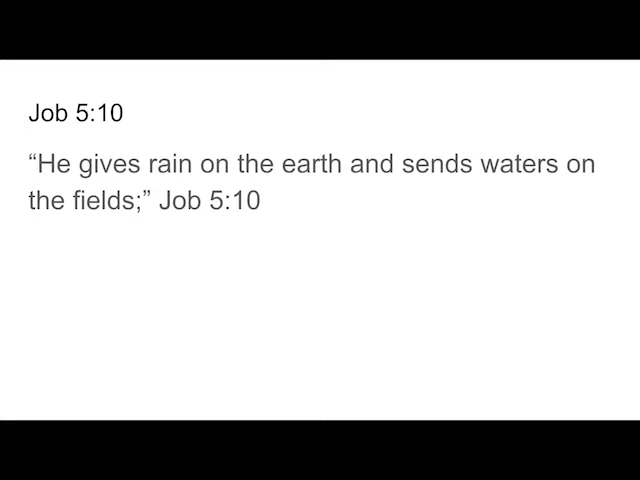 Job 5:10
“He gives rain on the earth and sends waters on
the fields;” Job 5:10